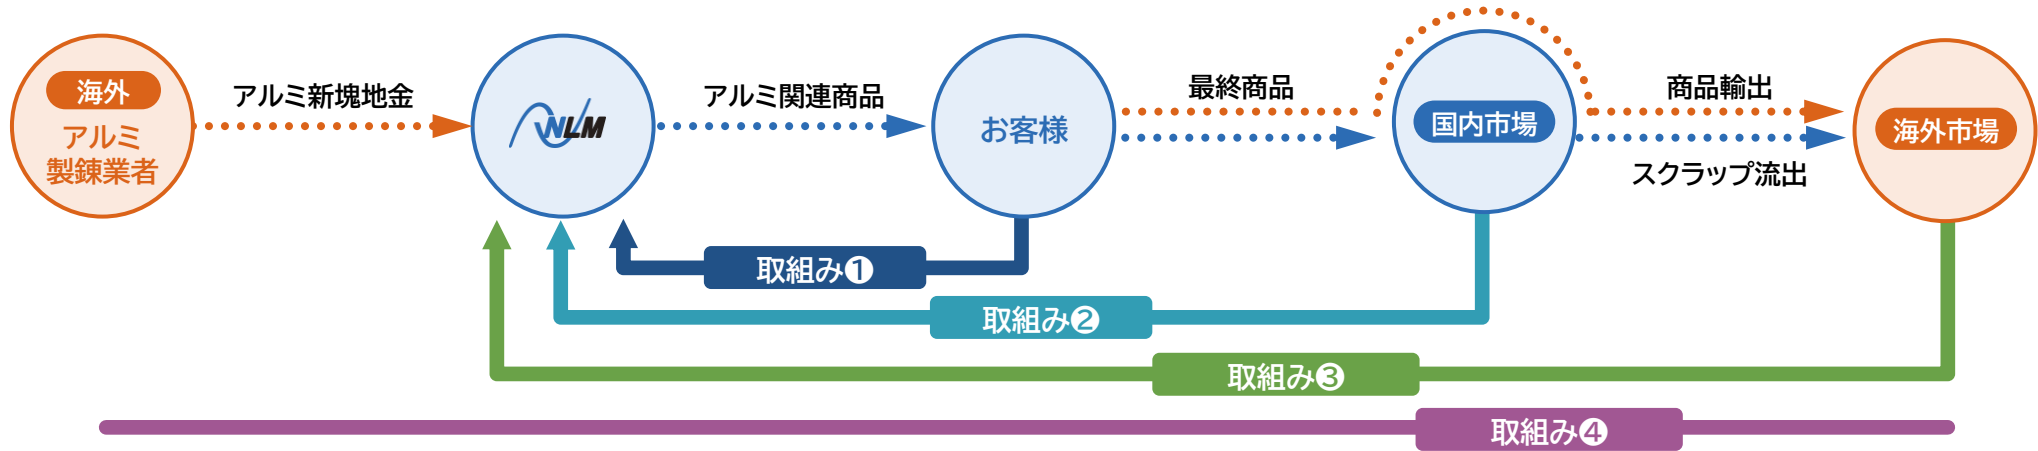 海外
アルミ
製錬業者
アルミ新塊地金
NLM
アルミ関連商品
お客様
最終商品
国内市場
商品輸出
スクラップ流出
海外市場
取組み❶
取組み❷
取組み❸
取組み❹